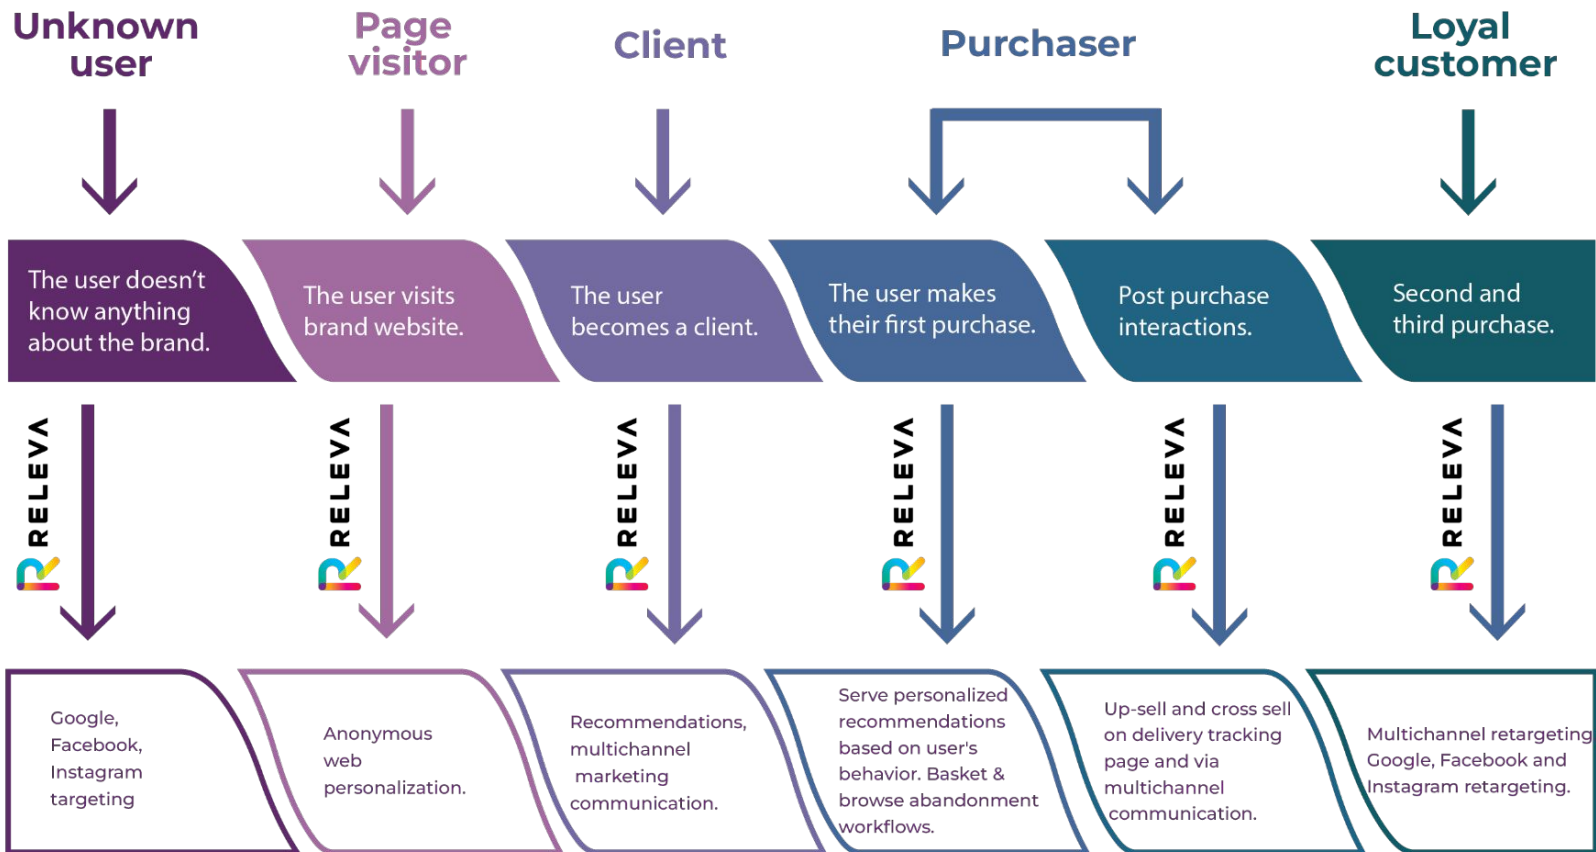 Unknown
user
Page
visitor
Client
Purchaser
Loyal
customer
The user doesn't
know anything
about the brand.
The user visits
brand website.
The user
becomes a client.
The user makes
their first purchase.
Post purchase
interactions.
Second and
third purchase.
RELEVA
RELEVA
RELEVA
RELEVA
RELEVA
RELEVA
Google,
Facebook,
Instagram
targeting
Anonymous
web
personalization.
Recommendations,
multichannel
marketing
communication.
Serve personalized
recommendations
based on user's
behavior. Basket &
browse abandonment
workflows.
Up-sell and cross sell
on delivery tracking
page and via
multichannel
communication.
Multichannel retargeting
Google, Facebook and
Instagram retargeting.